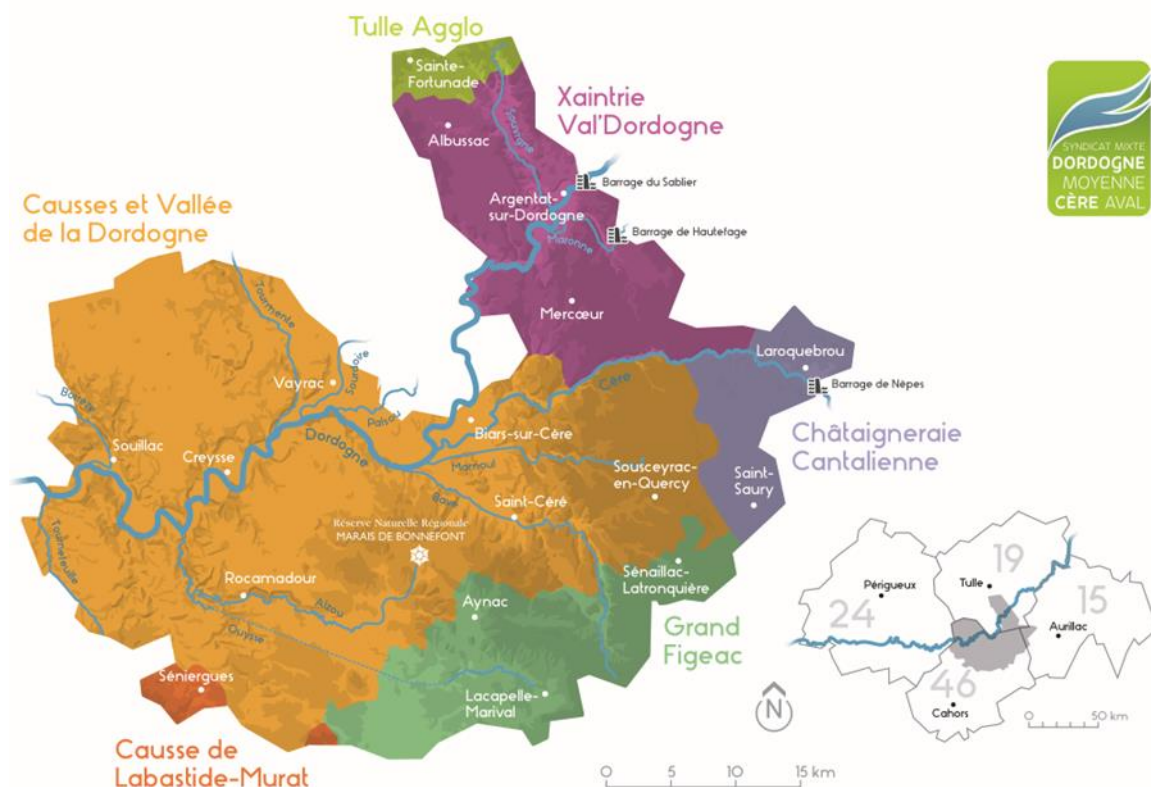 Tulle Agglo
Sainte-
Fortunade
Xaintrie
Val'Dordogne
Albussac
Souvigne
Barrage du Sablier
Argentat-
sur-Dordogne
Maronne
Barrage de Hautefage
SYNDICAT MIXTE
DORDOGNE
MOYENNE
CÈRE AVAL
Causses et Vallée
de la Dordogne
Mercœur
Tourmente
Sourdoire
Vayrac
Palsou
Laroquebrou
Cère
Barrage de Nèpes
Borrèze
Souillac
Creysse
Dordogne
Biars-sur-Cère
Mamoul
Bave
Sousceyrac-
en-Quercy
Châtaigneraie
Cantalienne
Saint-
Saury
Saint-Céré
Réserve Naturelle Régionale
MARAIS DE BONNEFONT
Tournefeuille
Rocamadour
Alzou
Ouysse
Sénaillac-
Latronquière
Aynac
Grand
Figeac
Séniergues
Lacapelle-
Marival
Causse de
Labastide-Murat
Périgueux
24
19
Tulle
15
Aurillac
46
Cahors
N
0 50 km
0 5 10 15 km